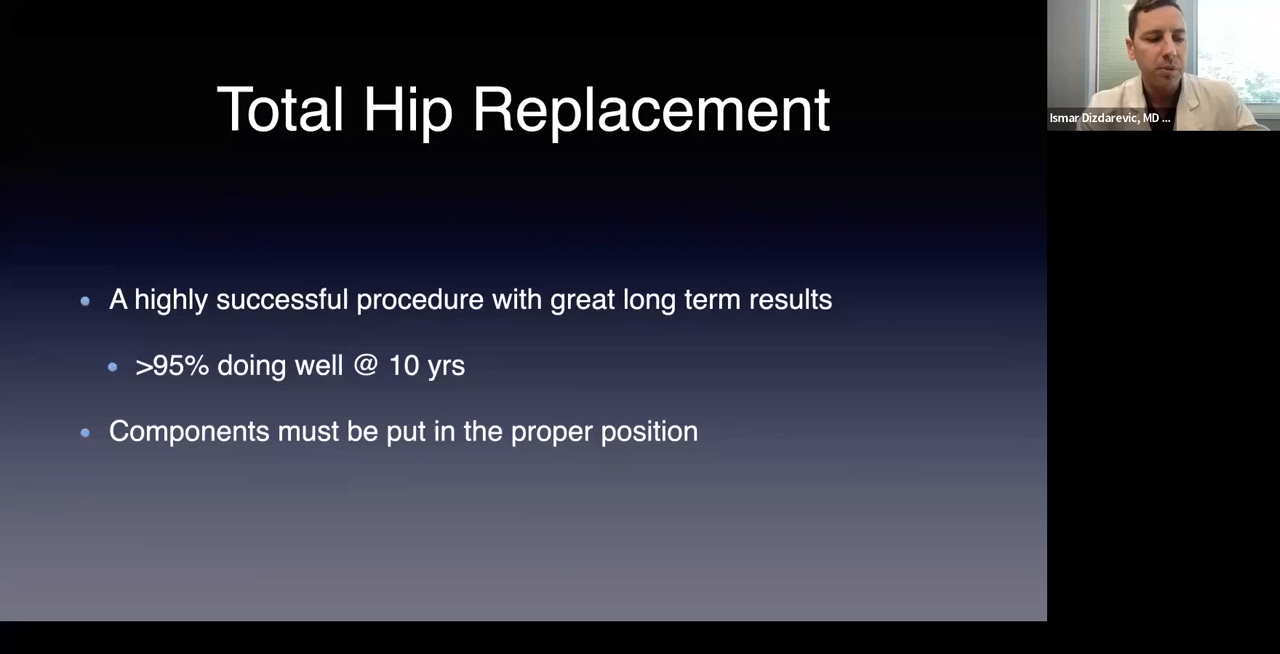 Total Hip Replacement
A highly successful procedure with great long term results
>95% doing well @ 10 yrs
Components must be put in the proper position
Ismar Dizdarevic, MD ...